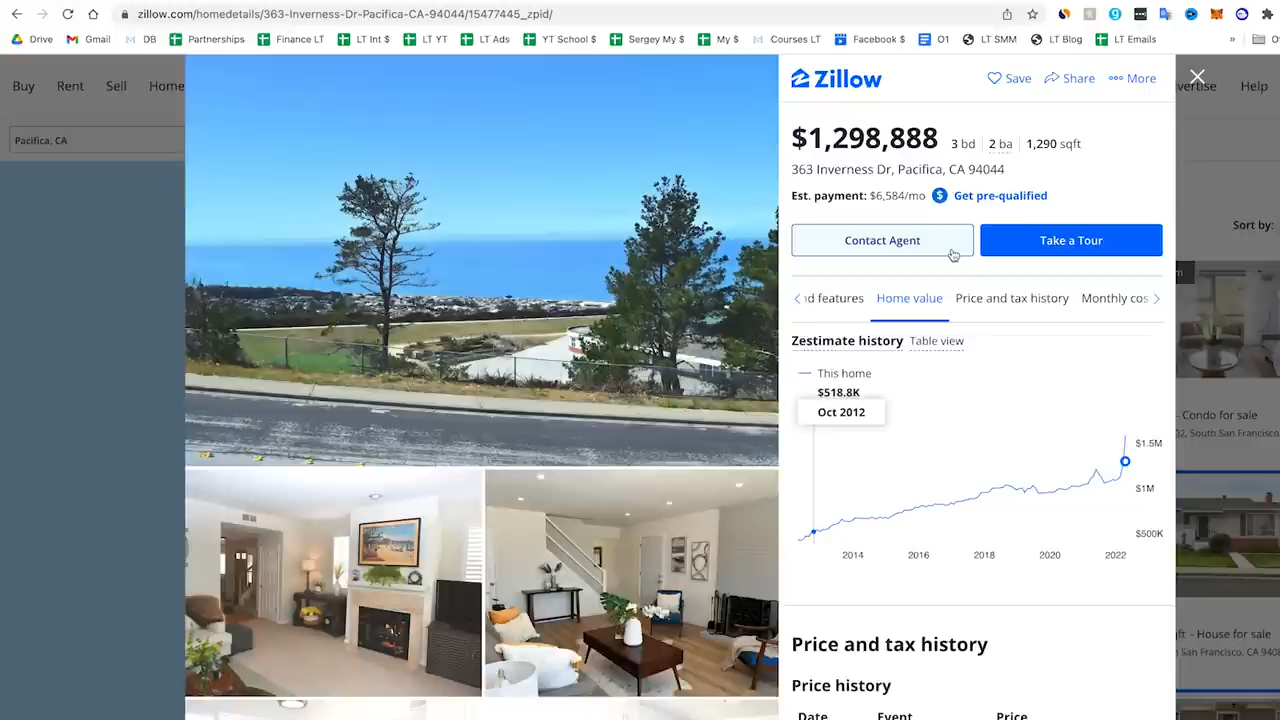 zillow.com/homedetails/363-Inverness-Dr-Pacifica-CA-94044/15477445_zpid/
Drive Gmail DB Partnerships Finance LT LT Int $ LT YT LT Ads YT School $ Sergey My $ My $ Courses LT Facebook $ O1 LT SMM LT Blog LT Emails »
Buy Rent Sell Home
Zillow
Save Share More
vertise Help
Pacifica, CA
$1,298,888 3 bd 2 ba 1,290 sqft
363 Inverness Dr, Pacifica, CA 94044
Est. payment: $6,584/mo $ Get pre-qualified
Sort by:
Contact Agent Take a Tour
d features Home value Price and tax history Monthly cos
Zestimate history Table view
This home
$518.8K
Oct 2012
- Condo for sale
02, South San Francisco
$1.5M
$1M
$500K
2014 2016 2018 2020 2022
Price and tax history
qft - House for sale
San Francisco, CA 940
Price history
Date Event Price